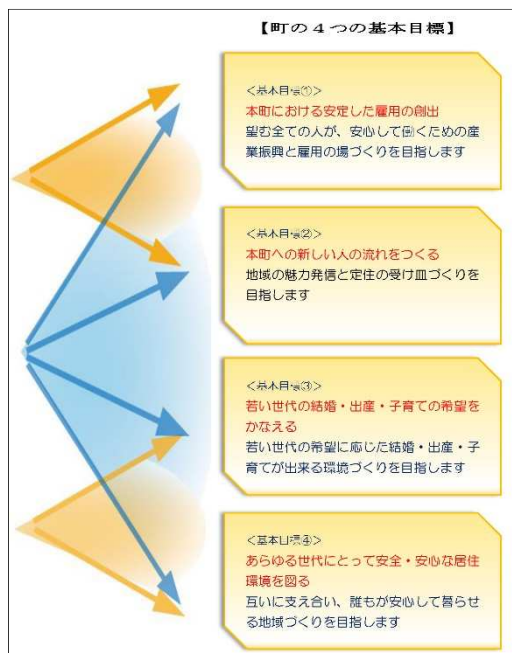 【町の４つの基本目標】
＜基本目標①＞
本町における安定した雇用の創出
望む全ての人が、安心して働くための産
業振興と雇用の場づくりを目指します
＜基本目標②＞
本町への新しい人の流れをつくる
地域の魅力発信と定住の受け皿づくりを
目指します
＜基本目標③＞
若い世代の結婚・出産・子育ての希望を
かなえる
若い世代の希望に応じた結婚・出産・子
育てが出来る環境づくりを目指します
＜基本目標④＞
あらゆる世代にとって安全・安心な居住
環境を図る
互いに支え合い、誰もが安心して暮らせ
る地域づくりを目指します